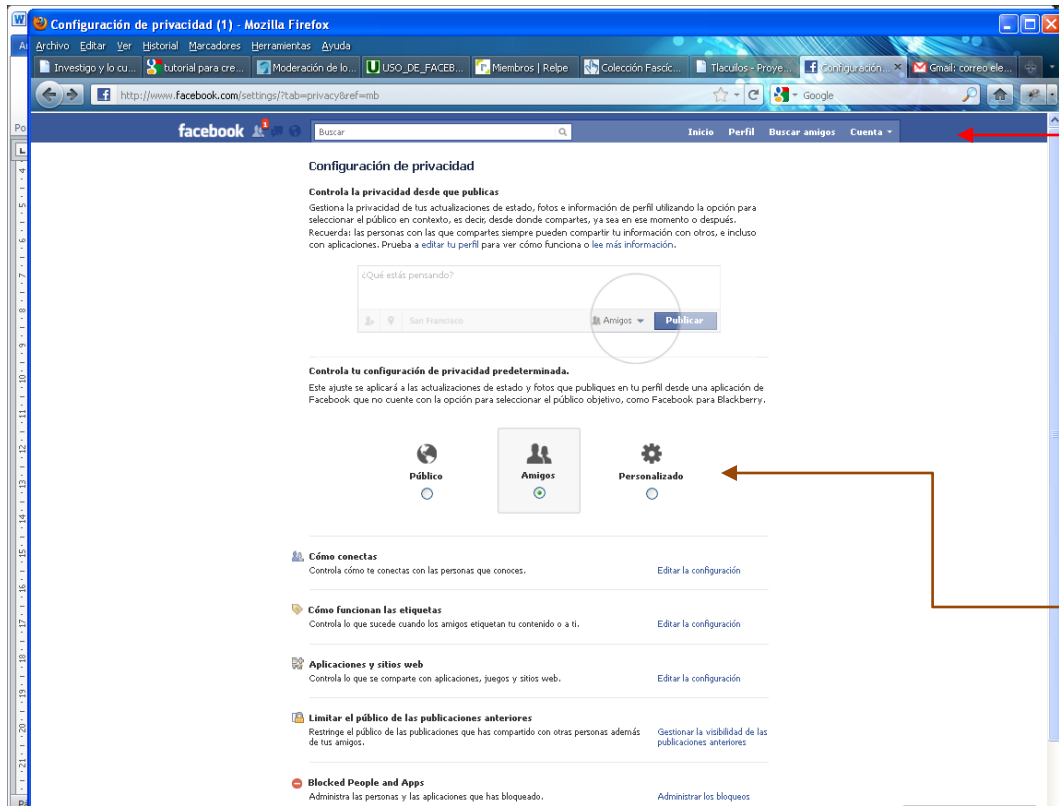 Configuración de privacidad (1) - Mozilla Firefox
Archivo Editar Ver Historial Marcadores Herramientas Ayuda
Investigo y lo cu... tutorial para cre... Moderación de lo... USO_DE_FACEB... Membros | Relpe Colección Fascíc... Tlacuilos - Proye... Configuración... Gmail: correo ele...
http://www.facebook.com/settings/?tab=privacy&ref=mb Google
facebook 1 Buscar Inicio Perfil Buscar amigos Cuenta
Configuración de privacidad
Controla la privacidad desde que publicas
Gestiona la privacidad de tus actualizaciones de estado, fotos e información de perfil utilizando la opción para
seleccionar el público en contexto, es decir, desde donde compartes, ya sea en ese momento o después.
Recuerda: las personas con las que compartes siempre pueden compartir tu información con otros, e incluso
con aplicaciones. Prueba a editar tu perfil para ver cómo funciona o lee más información.
¿Qué estás pensando?
San Francisco Amigos Publicar
Controla tu configuración de privacidad predeterminada.
Este ajuste se aplicará a las actualizaciones de estado y fotos que publiques en tu perfil desde una aplicación de
Facebook que no cuente con la opción para seleccionar el público objetivo, como Facebook para Blackberry.
Público Amigos Personalizado
Cómo conectas
Controla cómo te conectas con las personas que conoces. Editar la configuración
Cómo funcionan las etiquetas
Controla lo que sucede cuando los amigos etiquetan tu contenido o a ti. Editar la configuración
Aplicaciones y sitios web
Controla lo que se comparte con aplicaciones, juegos y sitios web. Editar la configuración
Limitar el público de las publicaciones anteriores
Restringe el público de las publicaciones que has compartido con otras personas además Gestionar la visibilidad de las
de tus amigos. publicaciones anteriores
Blocked People and Apps
Administra las personas y las aplicaciones que has bloqueado. Administrar los bloqueos